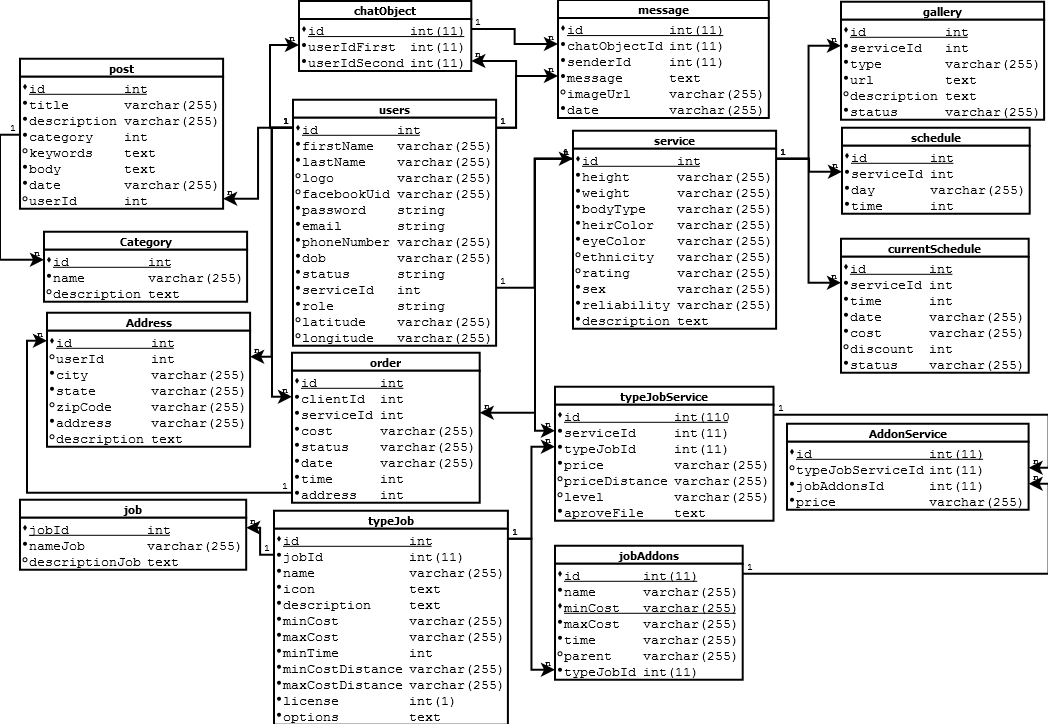 chatObject
id int(11)
userIdFirst int(11)
userIdSecond int(11)
message
id int(11)
chatObjectId int(11)
senderId int(11)
message text
imageUrl varchar(255)
date varchar(255)
gallery
id int
serviceId int
type varchar(255)
url text
description text
status varchar(255)
post
id int
title varchar(255)
description varchar(255)
category int
keywords text
body text
date varchar(255)
userId int
users
id int
firstName varchar(255)
lastName varchar(255)
logo varchar(255)
facebookUid varchar(255)
password string
email string
phoneNumber varchar(255)
dob varchar(255)
status string
serviceId int
role string
latitude varchar(255)
longitude varchar(255)
service
id int
height varchar(255)
weight varchar(255)
bodyType varchar(255)
heirColor varchar(255)
eyeColor varchar(255)
ethnicity varchar(255)
rating varchar(255)
sex varchar(255)
reliability varchar(255)
description text
schedule
id int
serviceId int
day varchar(255)
time int
Category
id int
name varchar(255)
description text
currentSchedule
id int
serviceId int
time int
date varchar(255)
cost varchar(255)
discount int
status varchar(255)
Address
id int
userId int
city varchar(255)
state varchar(255)
zipCode varchar(255)
address varchar(255)
description text
order
id int
clientId int
serviceId int
cost varchar(255)
status varchar(255)
date varchar(255)
time int
address int
typeJobService
id int(110
serviceId int(11)
typeJobId int(11)
price varchar(255)
priceDistance varchar(255)
level varchar(255)
aproveFile text
AddonService
id int(11)
typeJobServiceId int(11)
jobAddonsId int(11)
price varchar(255)
job
jobId int
nameJob varchar(255)
descriptionJob text
typeJob
id int
jobId int(11)
name varchar(255)
icon text
description text
minCost varchar(255)
maxCost varchar(255)
minTime int
minCostDistance varchar(255)
maxCostDistance varchar(255)
license int(1)
options text
jobAddons
id int(11)
name varchar(255)
minCost varchar(255)
maxCost varchar(255)
time varchar(255)
parent varchar(255)
typeJobId int(11)